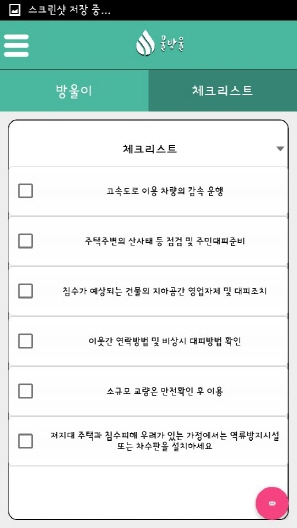 스크린샷 저장 중...
물방울
방울이
체크리스트
체크리스트
고속도로 이용 차량의 감속 운행
주택주변의 산사태 등 점검 및 주민대피준비
침수가 예상되는 건물의 지하공간 영업자제 및 대피조치
이웃간 연락방법 및 비상시 대피방법 확인
소규모 교량은 안전확인 후 이용
저지대 주택과 침수피해 우려가 있는 가정에서는 역류방지시설
또는 차수판을 설치하세요